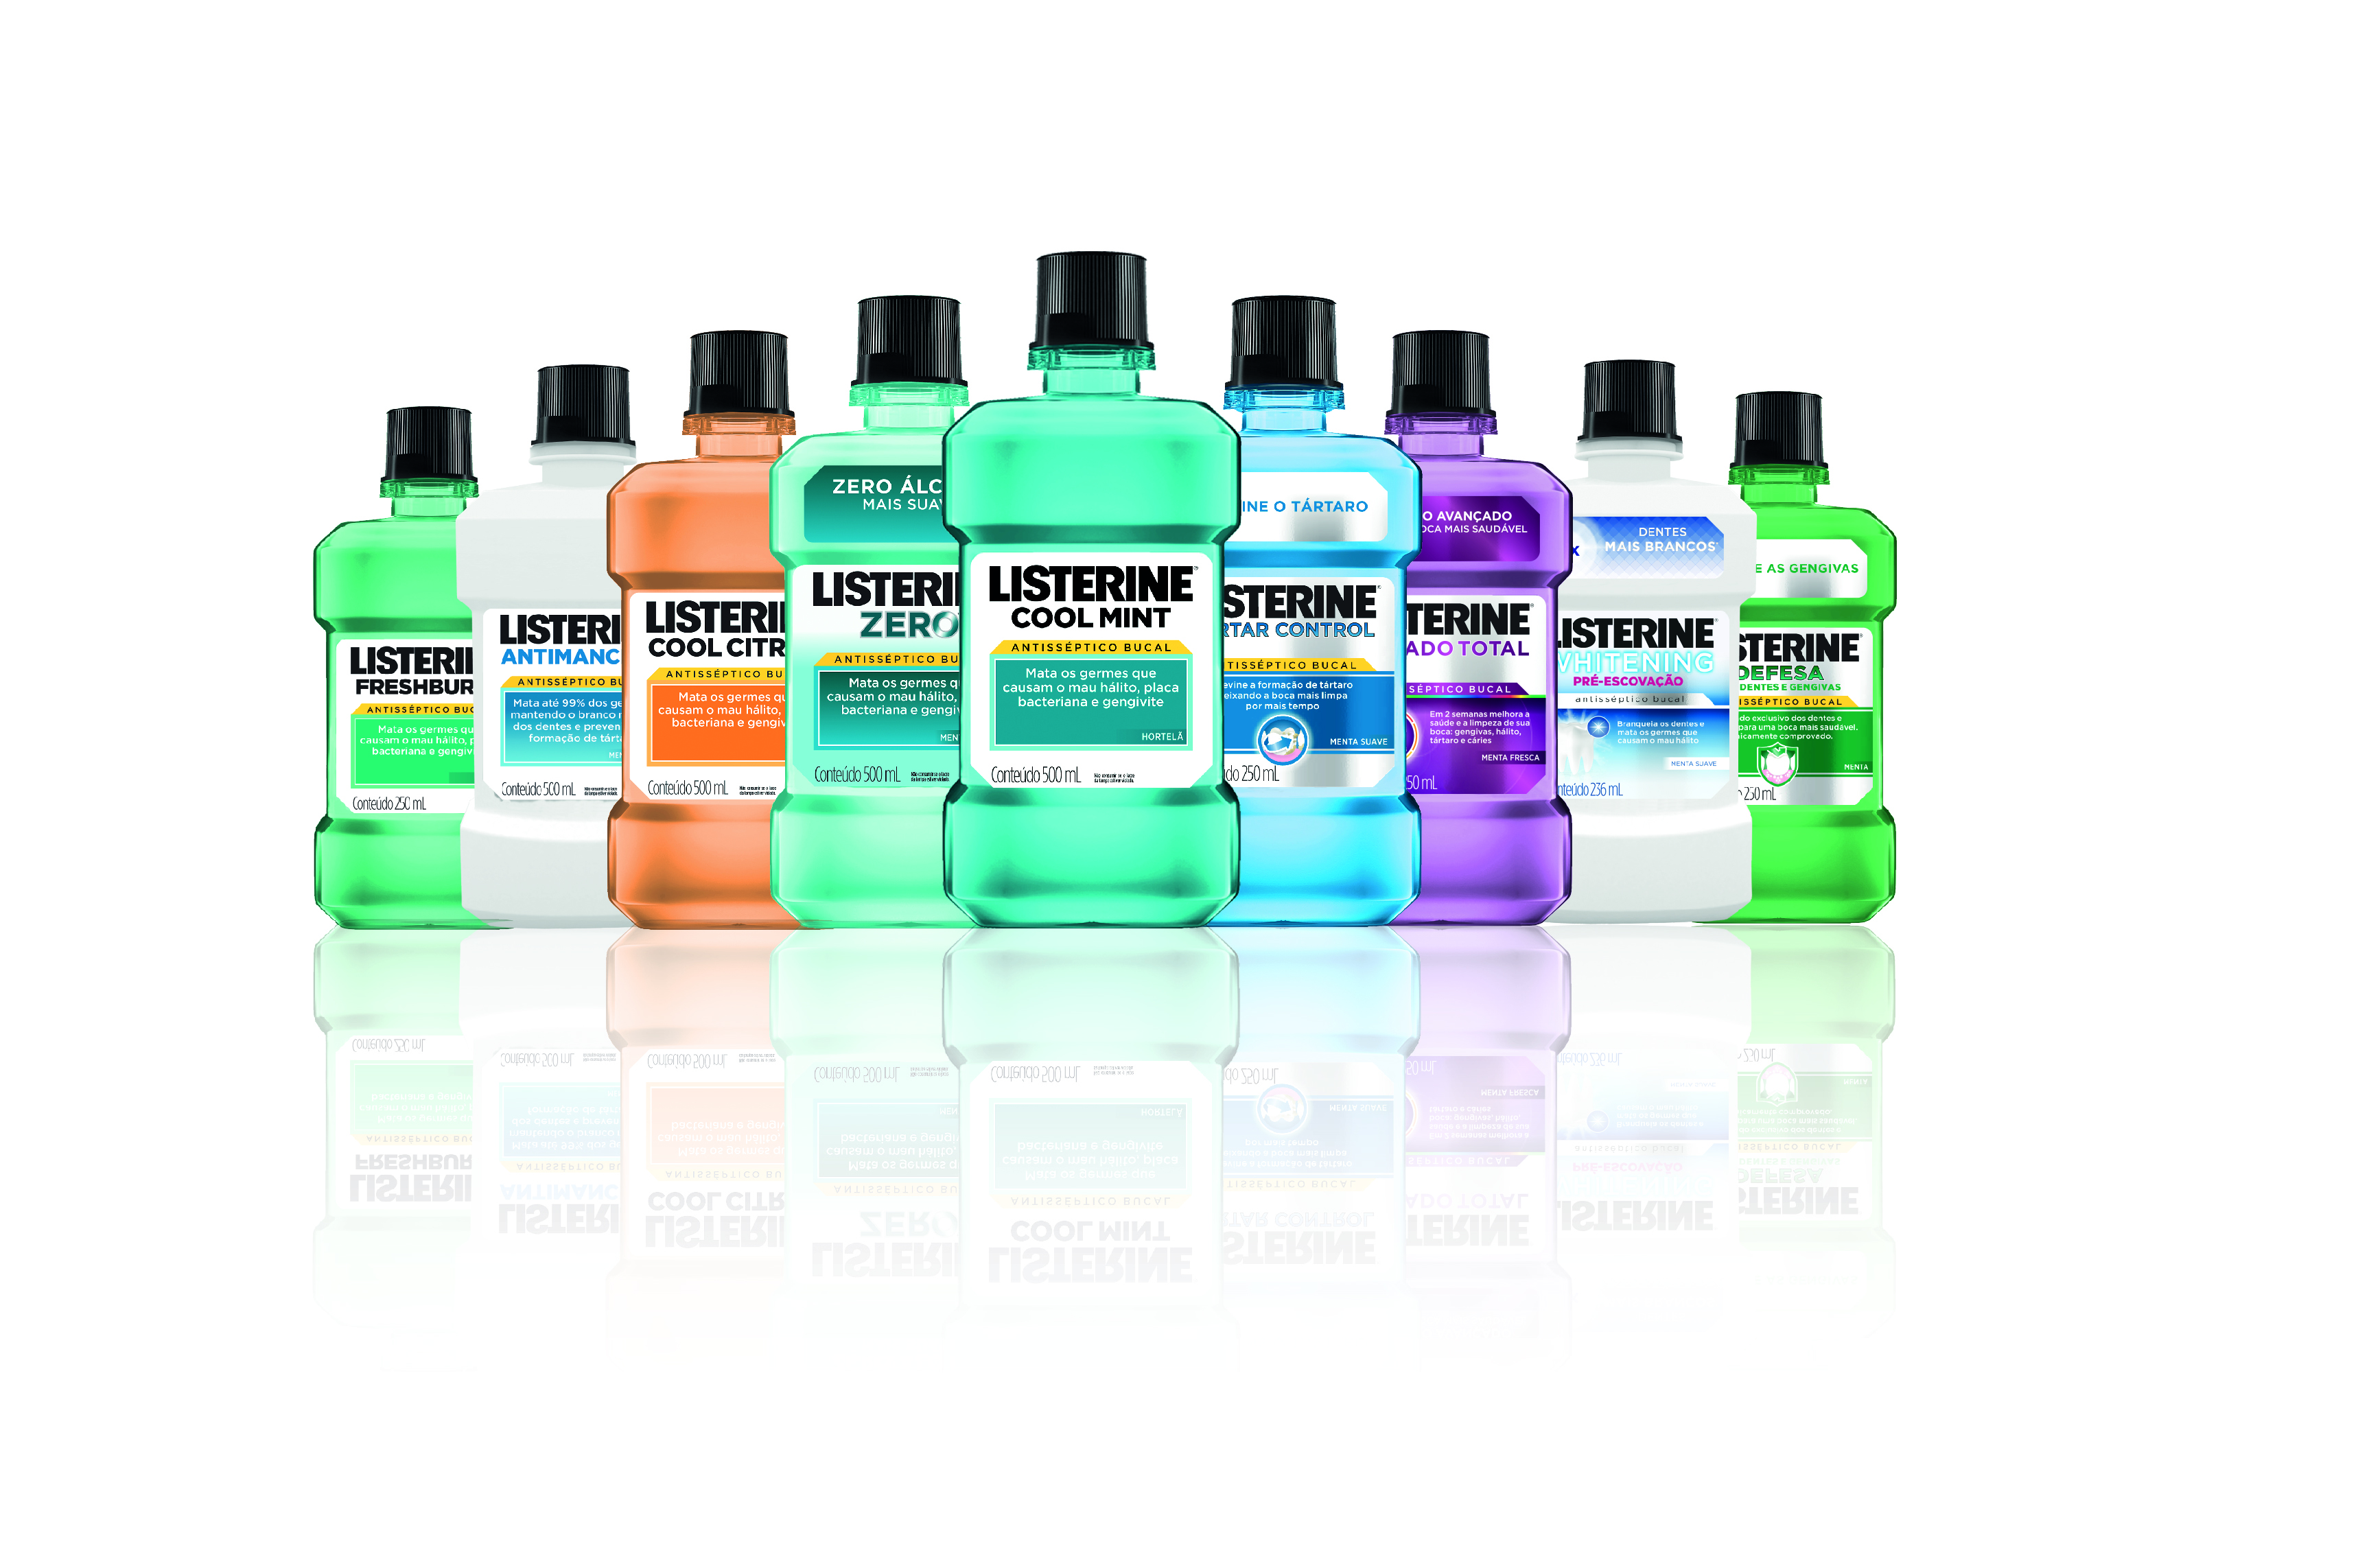 LISTERI
FRESHBUR
ANTISSÉPTICO BUC
Mata os germes qu
causam o mau hálito, p
bacteriana e gengiv
Conteúdo 250 mL
LISTERI
ANTIMANC
ANTISSÉPTICO BU
Mata até 99% dos ge
mantendo o branco
dos dentes e preven
formação de tárta
MEN
Conteúdo 500 mL
LISTERI
COOL CITR
ANTISSÉPTICO BU
Mata os germes qu
causam o mau hálito,
bacteriana e gengiv
Conteúdo 500 mL
ZERO ÁLC
MAIS SUAV
LISTERI
ZERO
ANTISSÉPTICO BU
Mata os germes q
causam o mau hálito,
bacteriana e gengiv
MEN
Conteúdo 500 mL
LISTERINE
COOL MINT
ANTISSÉPTICO BUCAL
Mata os germes que
causam o mau hálito, placa
bacteriana e gengivite
HORTELÃ
Conteúdo 500 mL
INE O TÁRTARO
STERINE
RTAR CONTROL
TISSÉPTICO BUCAL
evine a formação de tártaro
eixando a boca mais limpa
por mais tempo
MENTA SUAVE
do 250 mL
O AVANÇADO
OCA MAIS SAUDÁVEL
TERINE
ADO TOTAL
SÉPTICO BUCAL
Em 2 semanas melhora a
saúde e a limpeza de sua
boca: gengivas, hálito,
tártaro e cáries
MENTA FRESCA
250 mL
x
DENTES
MAIS BRANCOS*
LISTERINE
WHITENING
PRÉ-ESCOVAÇÃO
antisséptico bucal
Branqueia os dentes e
mata os germes que
causam o mau hálito
MENTA SUAVE
nteúdo 236 mL
E AS GENGIVAS
STERINE
DEFESA
DENTES E GENGIVAS
ISSÉPTICO BUCAL
do exclusivo dos dentes e
para uma boca mais saudável.
icamente comprovado.
MENTA
250 mL